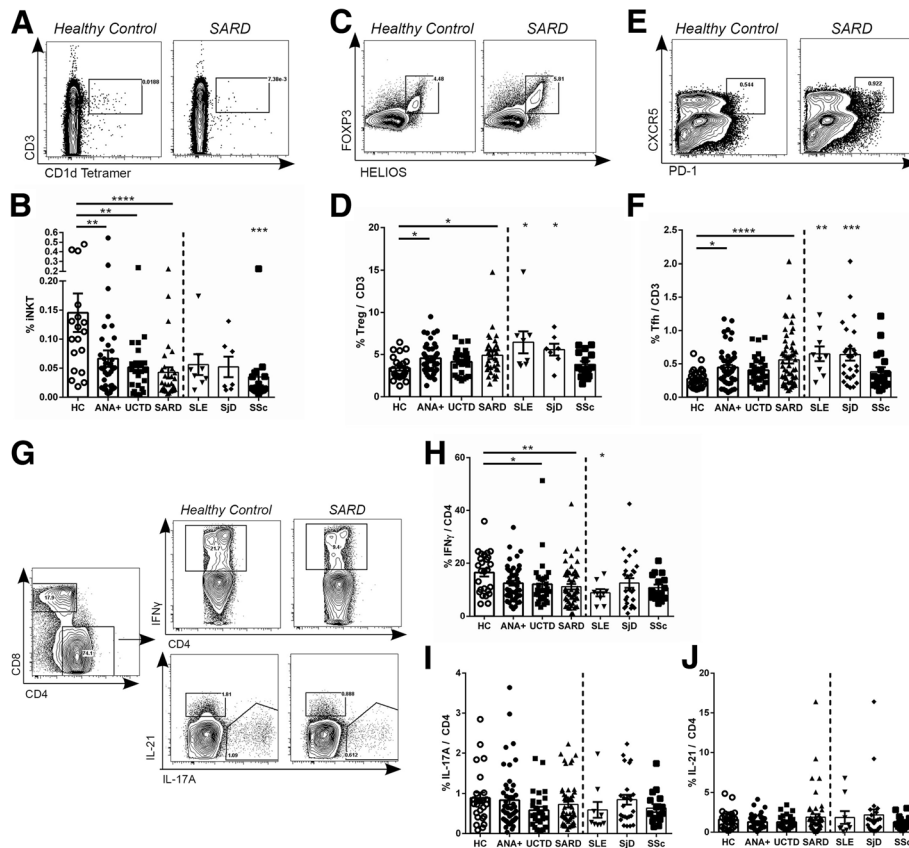 A
Healthy Control
SARD
0.0188
7.38e-3
CD3
CD1d Tetramer
C
Healthy Control
SARD
4.48
5.81
FOXP3
HELIOS
E
Healthy Control
SARD
0.544
0.922
CXCR5
PD-1
B
****
**
**
***
% iNKT
0.6
0.5
0.4
0.3
0.2
0.15
0.10
0.05
0.00
HC ANA+ UCTD SARD SLE SjD SSc
D
*
*
*
*
% Treg / CD3
20
15
10
5
0
HC ANA+ UCTD SARD SLE SjD SSc
F
****
*
**
***
% Tfh / CD3
2.5
2.0
1.5
1.0
0.5
0.0
HC ANA+ UCTD SARD SLE SjD SSc
G
Healthy Control
SARD
17.9
74.1
CD8
CD4
21.7
9.4
IFNγ
CD4
1.81
1.09
0.888
0.612
IL-21
IL-17A
H
**
*
*
% IFNγ / CD4
60
40
20
0
HC ANA+ UCTD SARD SLE SjD SSc
I
% IL-17A / CD4
4
3
2
1
0
HC ANA+ UCTD SARD SLE SjD SSc
J
% IL-21 / CD4
20
15
10
5
0
HC ANA+ UCTD SARD SLE SjD SSc